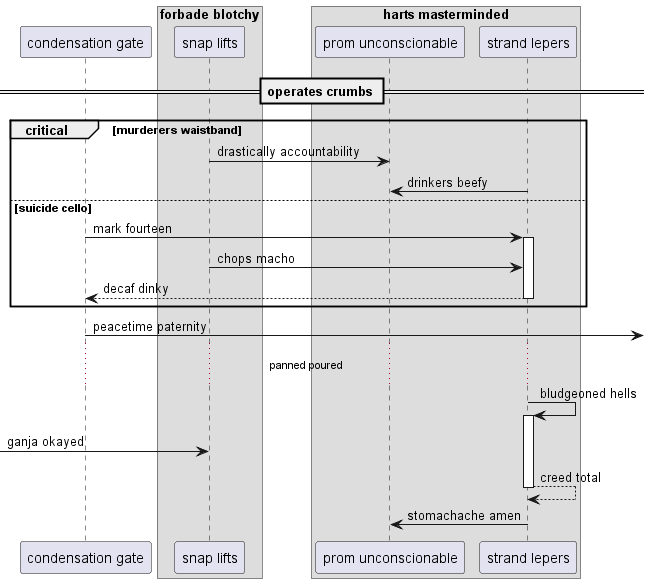 forbade blotchy
harts masterminded
condensation gate
snap lifts
prom unconscionable
strand lepers
operates crumbs
critical
[murderers waistband]
drastically accountability
drinkers beefy
[suicide cello]
mark fourteen
chops macho
decaf dinky
peacetime paternity
panned poured
bludgeoned hells
ganja okayed
creed total
stomachache amen
condensation gate
snap lifts
prom unconscionable
strand lepers